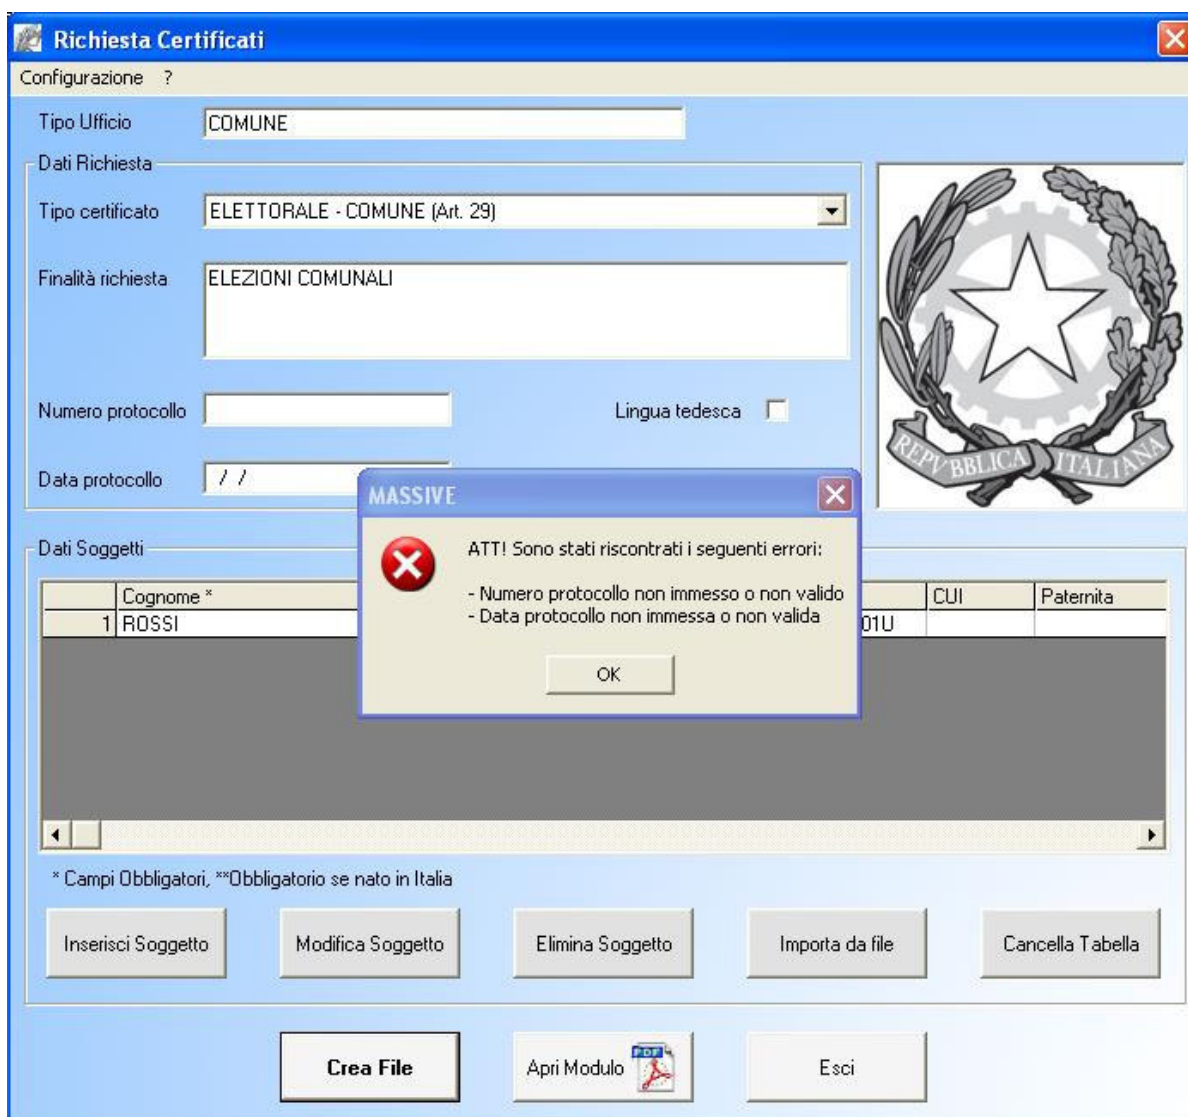 Richiesta Certificati
Configurazione ?
Tipo Ufficio COMUNE
Dati Richiesta
Tipo certificato ELETTORALE - COMUNE (Art. 29)
Finalità richiesta ELEZIONI COMUNALI
Numero protocollo Lingua tedesca
Data protocollo / /
REPVBBLICA ITALIANA
MASSIVE
ATT! Sono stati riscontrati i seguenti errori:
- Numero protocollo non immesso o non valido
- Data protocollo non immessa o non valida
OK
Dati Soggetti
Cognome * CUI Paternita
1 ROSSI 01U
* Campi Obbligatori, **Obbligatorio se nato in Italia
Inserisci Soggetto Modifica Soggetto Elimina Soggetto Importa da file Cancella Tabella
Crea File Apri Modulo PDF Esci